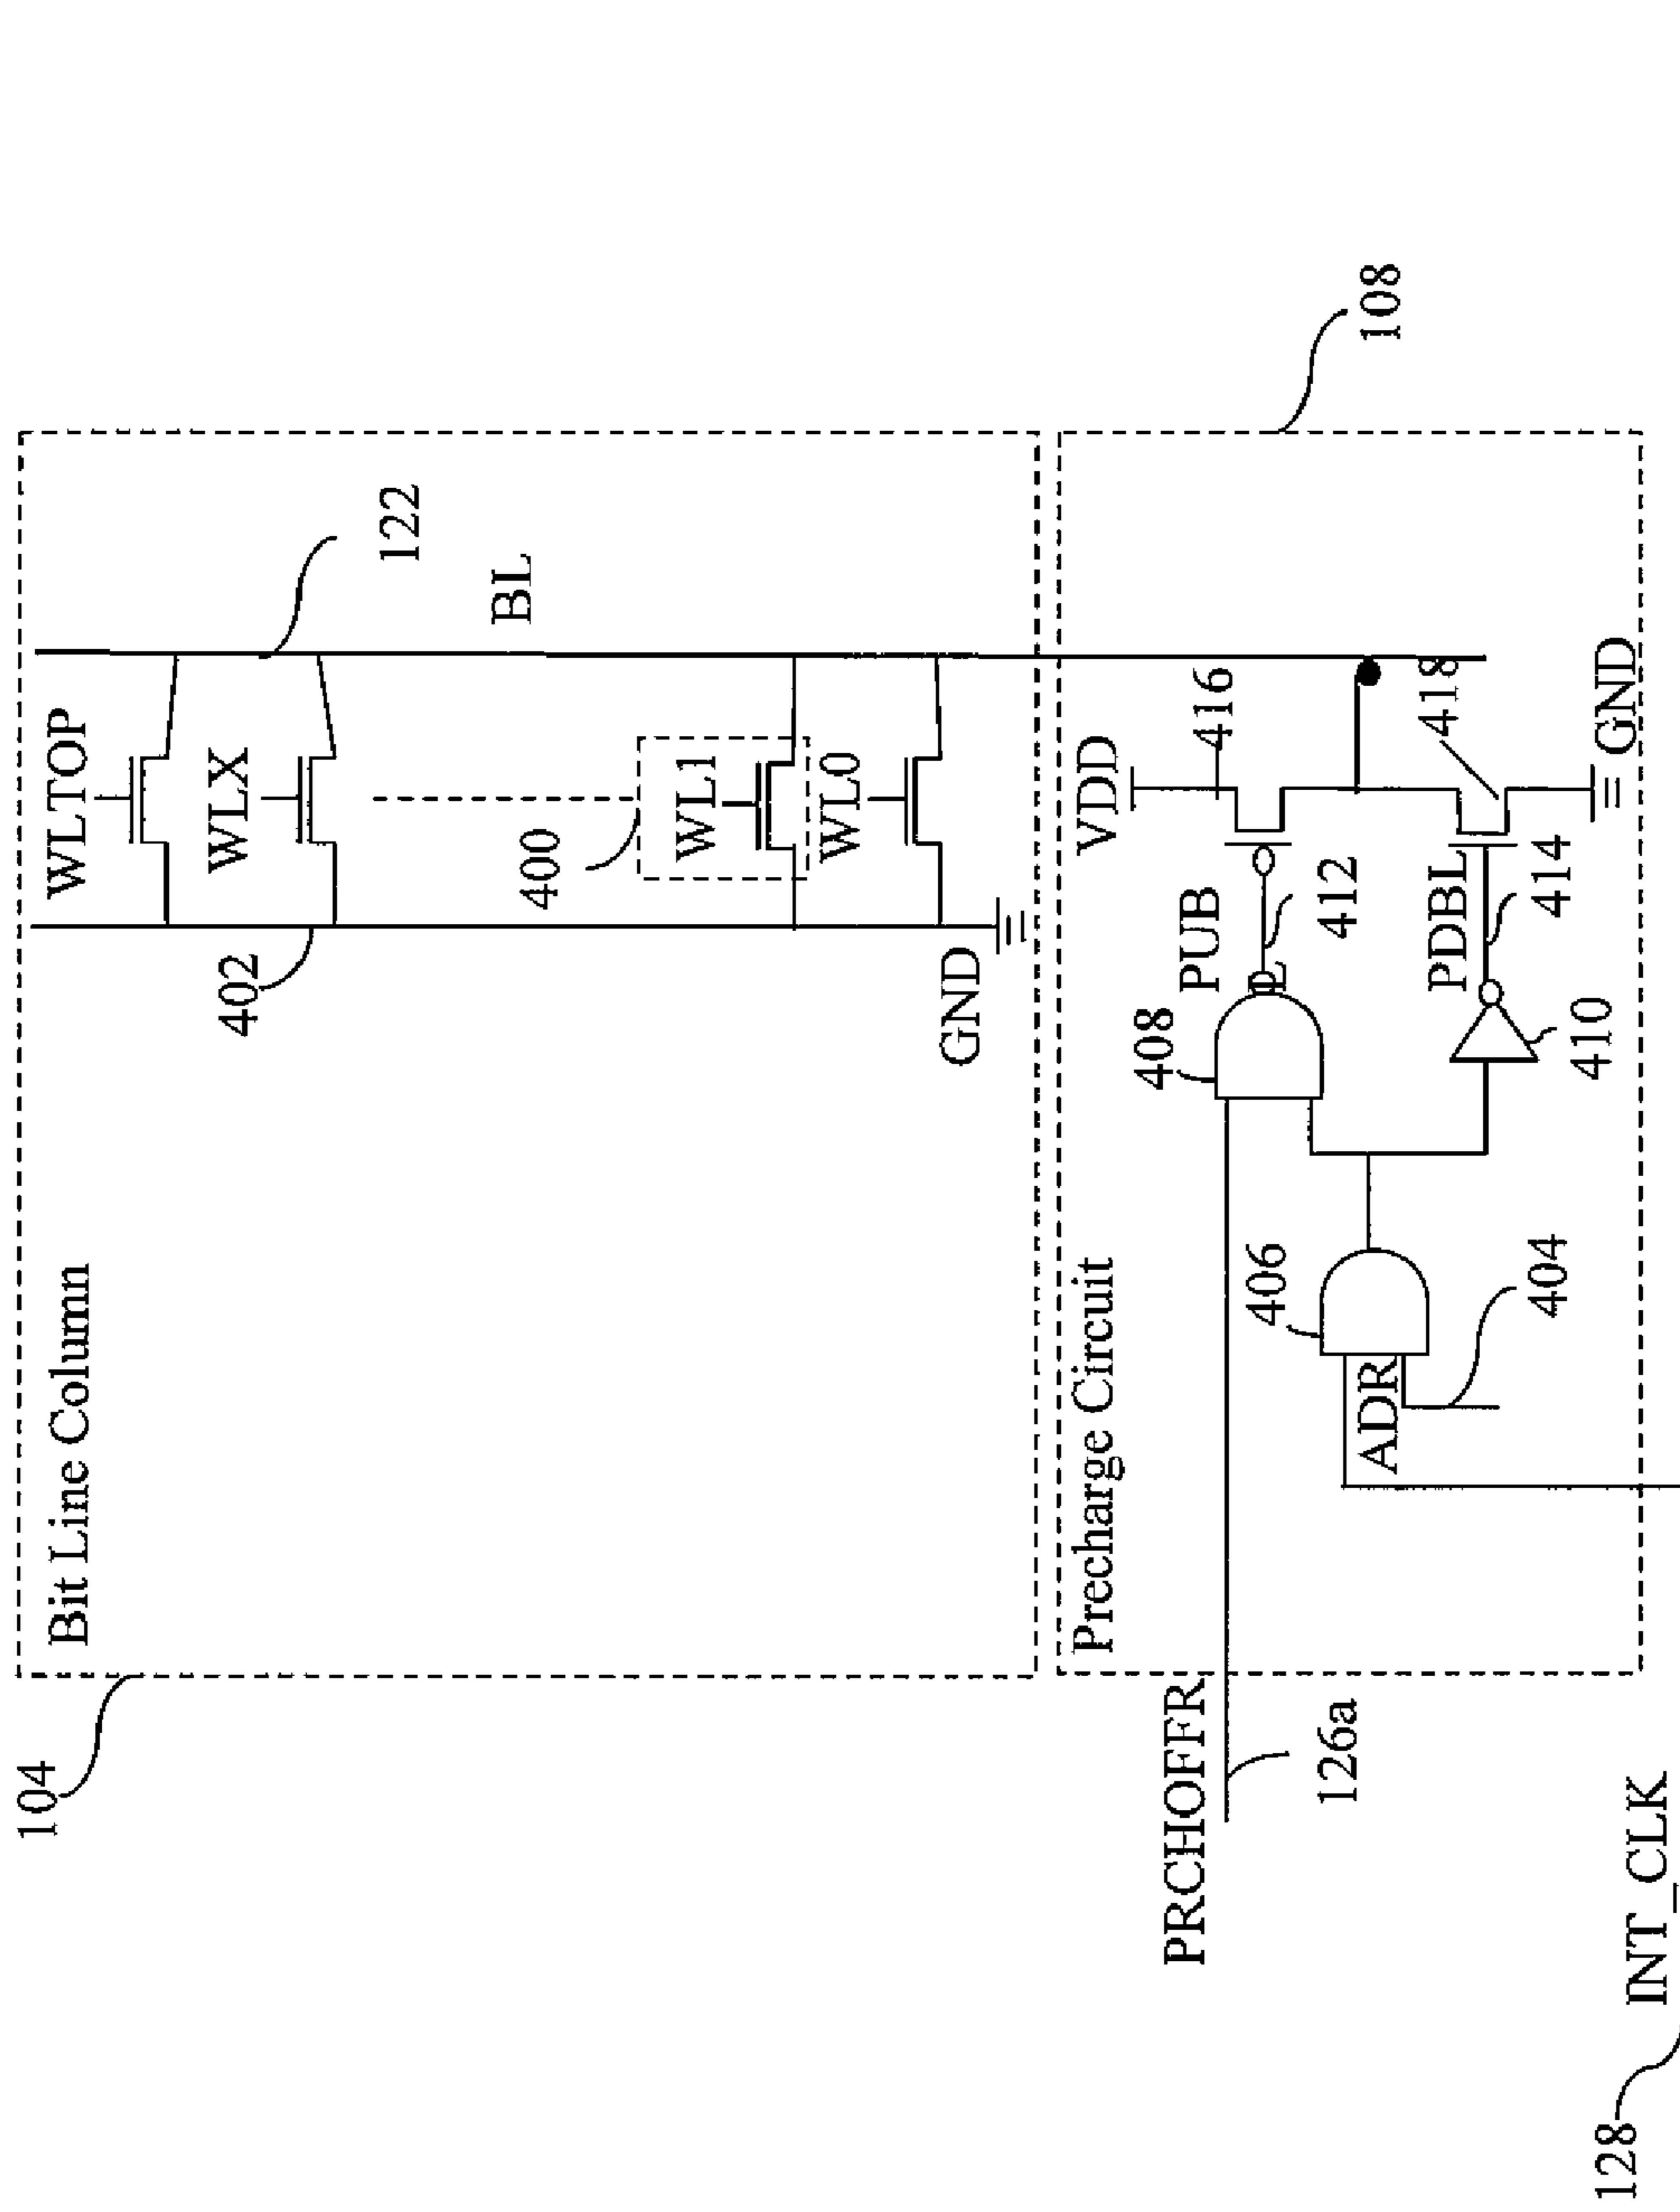 104
Bit Line Column
WLTOP
WLX
122
402
400
BL
WL1
WL0
GND
Precharge Circuit
108
VDD
416
PRCHOFFR
408
PUB
L
126a
406
412
ADR
PDBL
418
404
410
414
GND
128
INT_CLK